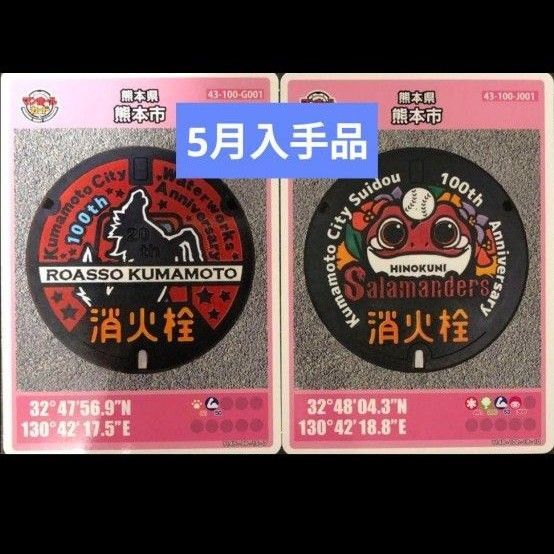 5月入手品
熊本県
熊本市
43-100-G001
Kumamoto City Waterworks
100th Anniversary
20
th
ROASSO KUMAMOTO
消火栓
32°47'56.9"N
130°42'17.5"E
熊本県
熊本市
43-100-J001
Kumamoto City Suidou 100th Anniversary
HINOKUNI
Salamanders
消火栓
32°48'04.3"N
130°42'18.8"E